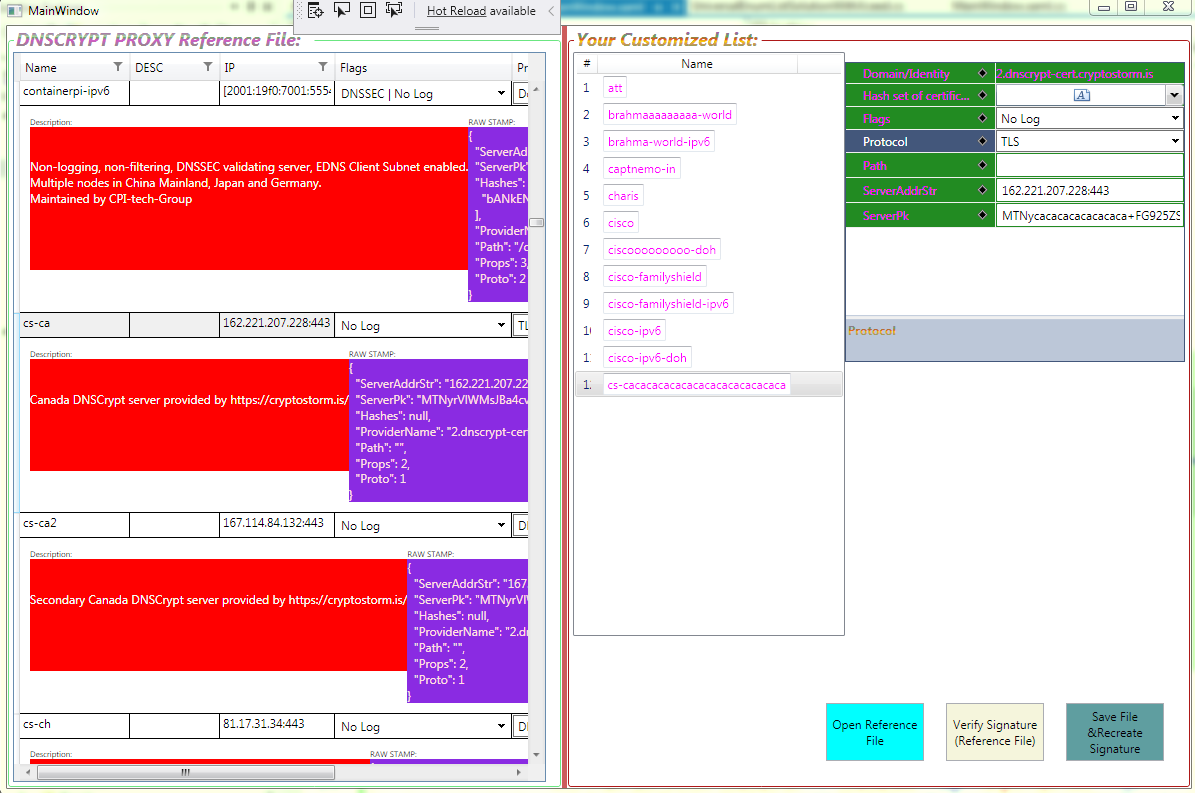 MainWindow
Hot Reload available
DNSCRYPT PROXY Reference File:
Name DESC IP Flags Pr
containerpi-ipv6 [2001:19f0:7001:5554 DNSSEC | No Log
Description:
Non-logging, non-filtering, DNSSEC validating server, EDNS Client Subnet enabled.
Multiple nodes in China Mainland, Japan and Germany.
Maintained by CPI-tech-Group
RAW STAMP:
{
"ServerAd
"ServerPk"
"Hashes":
"bANkEN
],
"ProviderN
"Path": "/d
"Props": 3,
"Proto": 2
}
cs-ca 162.221.207.228:443 No Log TL
Description:
Canada DNSCrypt server provided by https://cryptostorm.is/
RAW STAMP:
{
"ServerAddrStr": "162.221.207.22
"ServerPk": "MTNyrVIWMsJBa4cv
"Hashes": null,
"ProviderName": "2.dnscrypt-cer
"Path": "",
"Props": 2,
"Proto": 1
}
cs-ca2 167.114.84.132:443 No Log
Description:
Secondary Canada DNSCrypt server provided by https://cryptostorm.is/
RAW STAMP:
{
"ServerAddrStr": "167.
"ServerPk": "MTNyrVI
"Hashes": null,
"ProviderName": "2.d
"Path": "",
"Props": 2,
"Proto": 1
}
cs-ch 81.17.31.34:443 No Log
Description:
RAW STAMP:
Your Customized List:
# Name
1 att
2 brahmaaaaaaaaa-world
3 brahma-world-ipv6
4 captnemo-in
5 charis
6 cisco
7 ciscooooooooo-doh
8 cisco-familyshield
9 cisco-familyshield-ipv6
cisco-ipv6
cisco-ipv6-doh
cs-cacacacacacacacacacacacaca
Domain/Identity 2.dnscrypt-cert.cryptostorm.is
Hash set of certific...
Flags No Log
Protocol TLS
Path
ServerAddrStr 162.221.207.228:443
ServerPk MTNycacacacacacaca+FG925ZS
Protocol
Open Reference
File
Verify Signature
(Reference File)
Save File
&Recreate
Signature